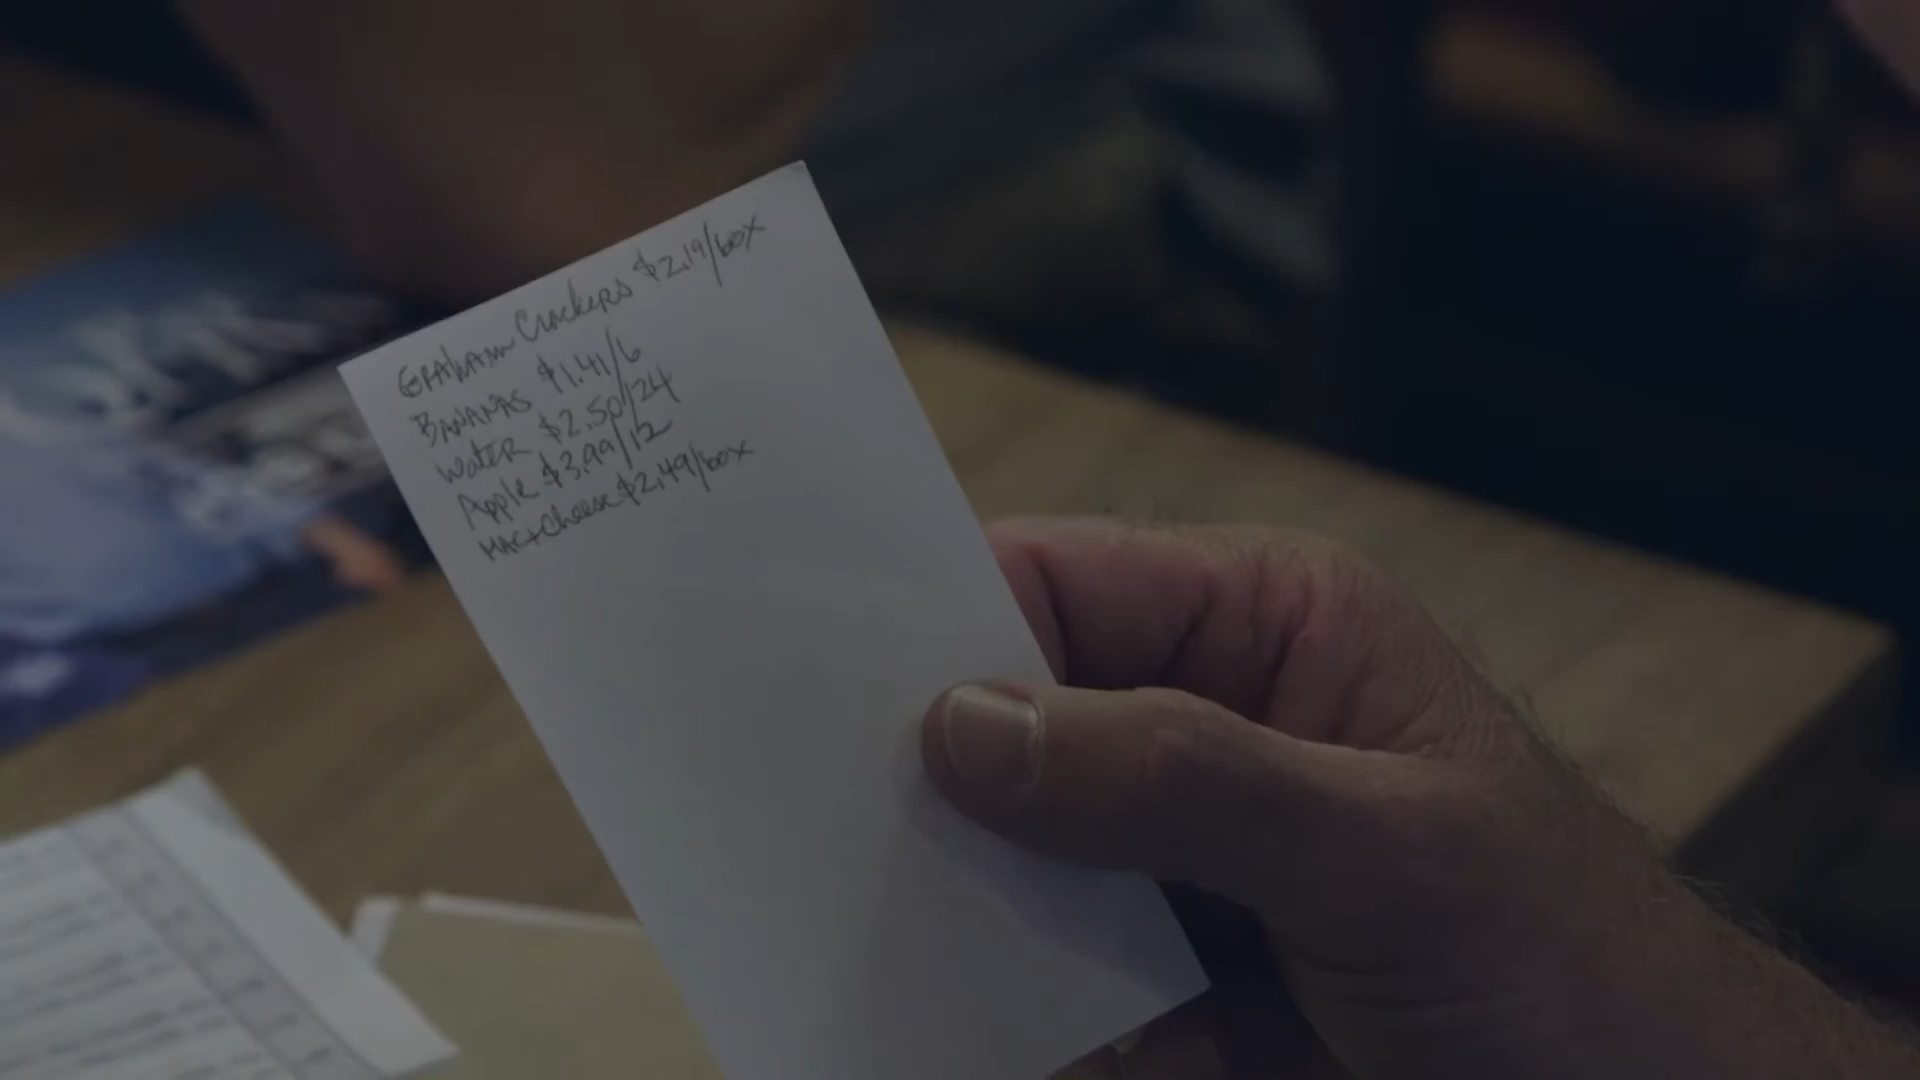 GRAHAM Crackers $2.19/box
BANANAS $1.41/6
Water $2.50/24
Apple $3.99/12
MAC+Cheese $2.49/box